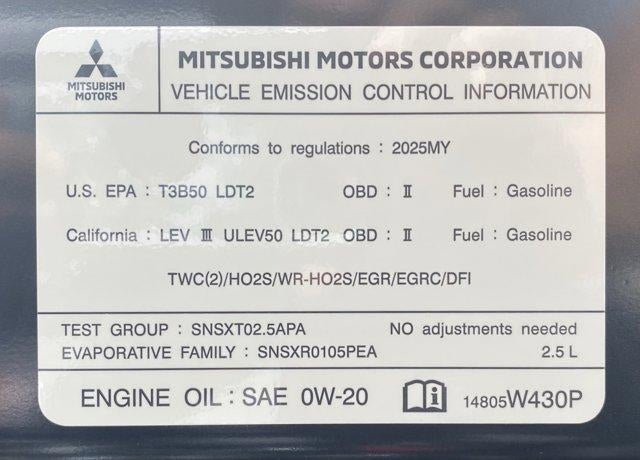 MITSUBISHI MOTORS
MITSUBISHI MOTORS CORPORATION
VEHICLE EMISSION CONTROL INFORMATION
Conforms to regulations : 2025MY
U.S. EPA : T3B50 LDT2 OBD : II Fuel : Gasoline
California : LEV III ULEV50 LDT2 OBD : II Fuel : Gasoline
TWC(2)/HO2S/WR-HO2S/EGR/EGRC/DFI
TEST GROUP : SNSXT02.5APA NO adjustments needed
EVAPORATIVE FAMILY : SNSXR0105PEA 2.5 L
ENGINE OIL : SAE 0W-20 i 14805W430P